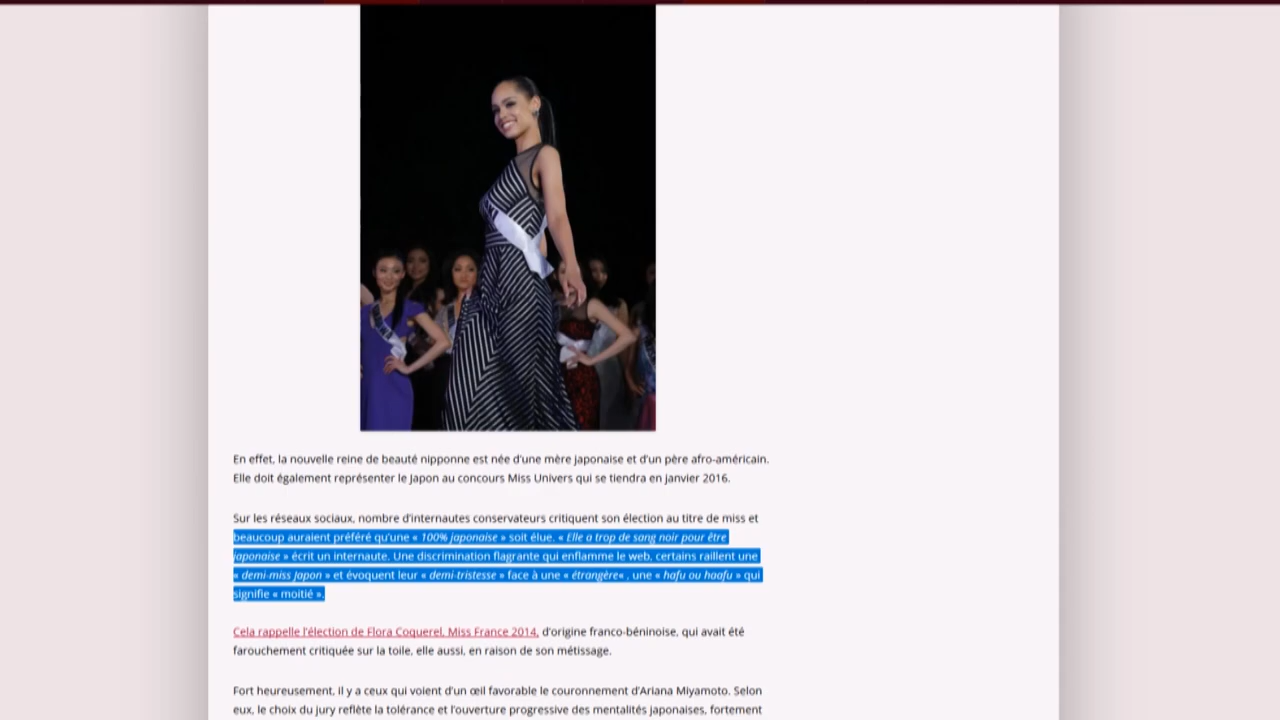 En effet, la nouvelle reine de beauté nipponne est née d'une mère japonaise et d'un père afro-américain.
Elle doit également représenter le Japon au concours Miss Univers qui se tiendra en janvier 2016.
Sur les réseaux sociaux, nombre d'internautes conservateurs critiquent son élection au titre de miss et
beaucoup auraient préféré qu'une « 100% japonaise » soit élue. « Elle a trop de sang noir pour être
japonaise » écrit un internaute. Une discrimination flagrante qui enflamme le web, certains raillent une
« demi-miss Japon » et évoquent leur « demi-tristesse » face à une « étrangère« , une « hafu ou haafu » qui
signifie « moitié ».
Cela rappelle l'élection de Flora Coquerel, Miss France 2014, d'origine franco-béninoise, qui avait été
farouchement critiquée sur la toile, elle aussi, en raison de son métissage.
Fort heureusement, il y a ceux qui voient d'un œil favorable le couronnement d'Ariana Miyamoto. Selon
eux, le choix du jury reflète la tolérance et l'ouverture progressive des mentalités japonaises, fortement